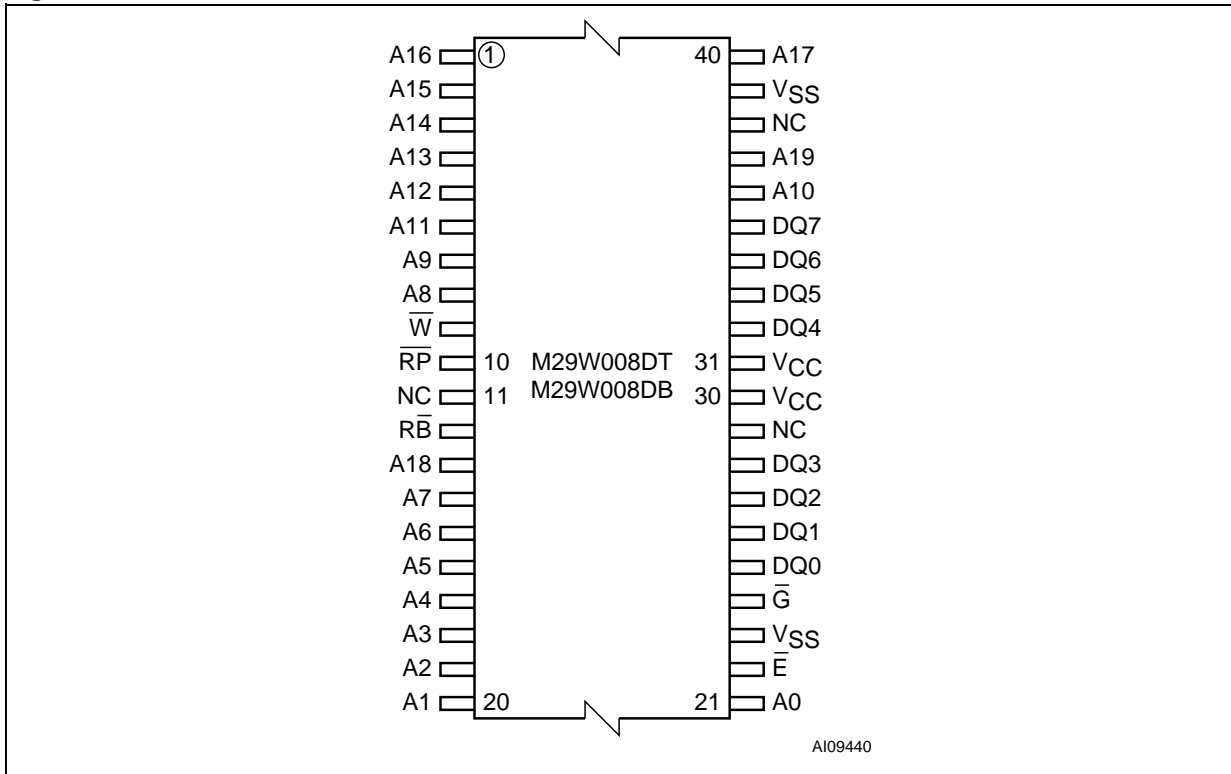 A16 ① 40 A17
A15 VSS
A14 NC
A13 A19
A12 A10
A11 DQ7
A9 DQ6
A8 DQ5
W̅ DQ4
R̅P̅ 10 M29W008DT 31 VCC
NC 11 M29W008DB 30 VCC
RB̅ NC
A18 DQ3
A7 DQ2
A6 DQ1
A5 DQ0
A4 G̅
A3 VSS
A2 E̅
A1 20 21 A0
AI09440